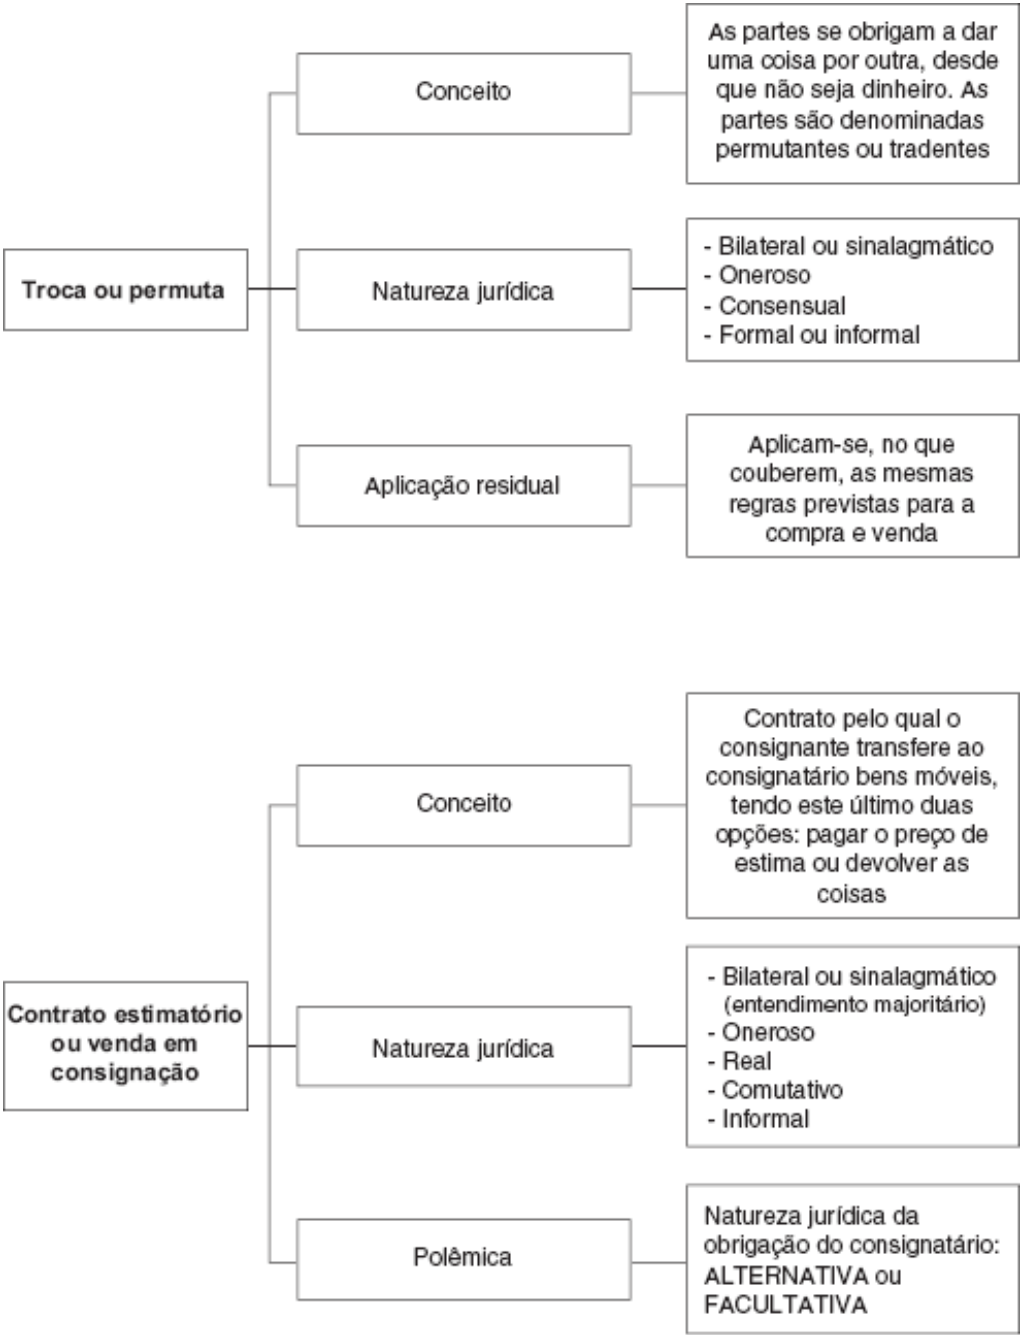 Troca ou permuta
Conceito
As partes se obrigam a dar
uma coisa por outra, desde
que não seja dinheiro. As
partes são denominadas
permutantes ou tradentes
Natureza jurídica
- Bilateral ou sinalagmático
- Oneroso
- Consensual
- Formal ou informal
Aplicação residual
Aplicam-se, no que
couberem, as mesmas
regras previstas para a
compra e venda
Contrato estimatório
ou venda em
consignação
Conceito
Contrato pelo qual o
consignante transfere ao
consignatário bens móveis,
tendo este último duas
opções: pagar o preço de
estima ou devolver as
coisas
Natureza jurídica
- Bilateral ou sinalagmático
(entendimento majoritário)
- Oneroso
- Real
- Comutativo
- Informal
Polêmica
Natureza jurídica da
obrigação do consignatário:
ALTERNATIVA ou
FACULTATIVA